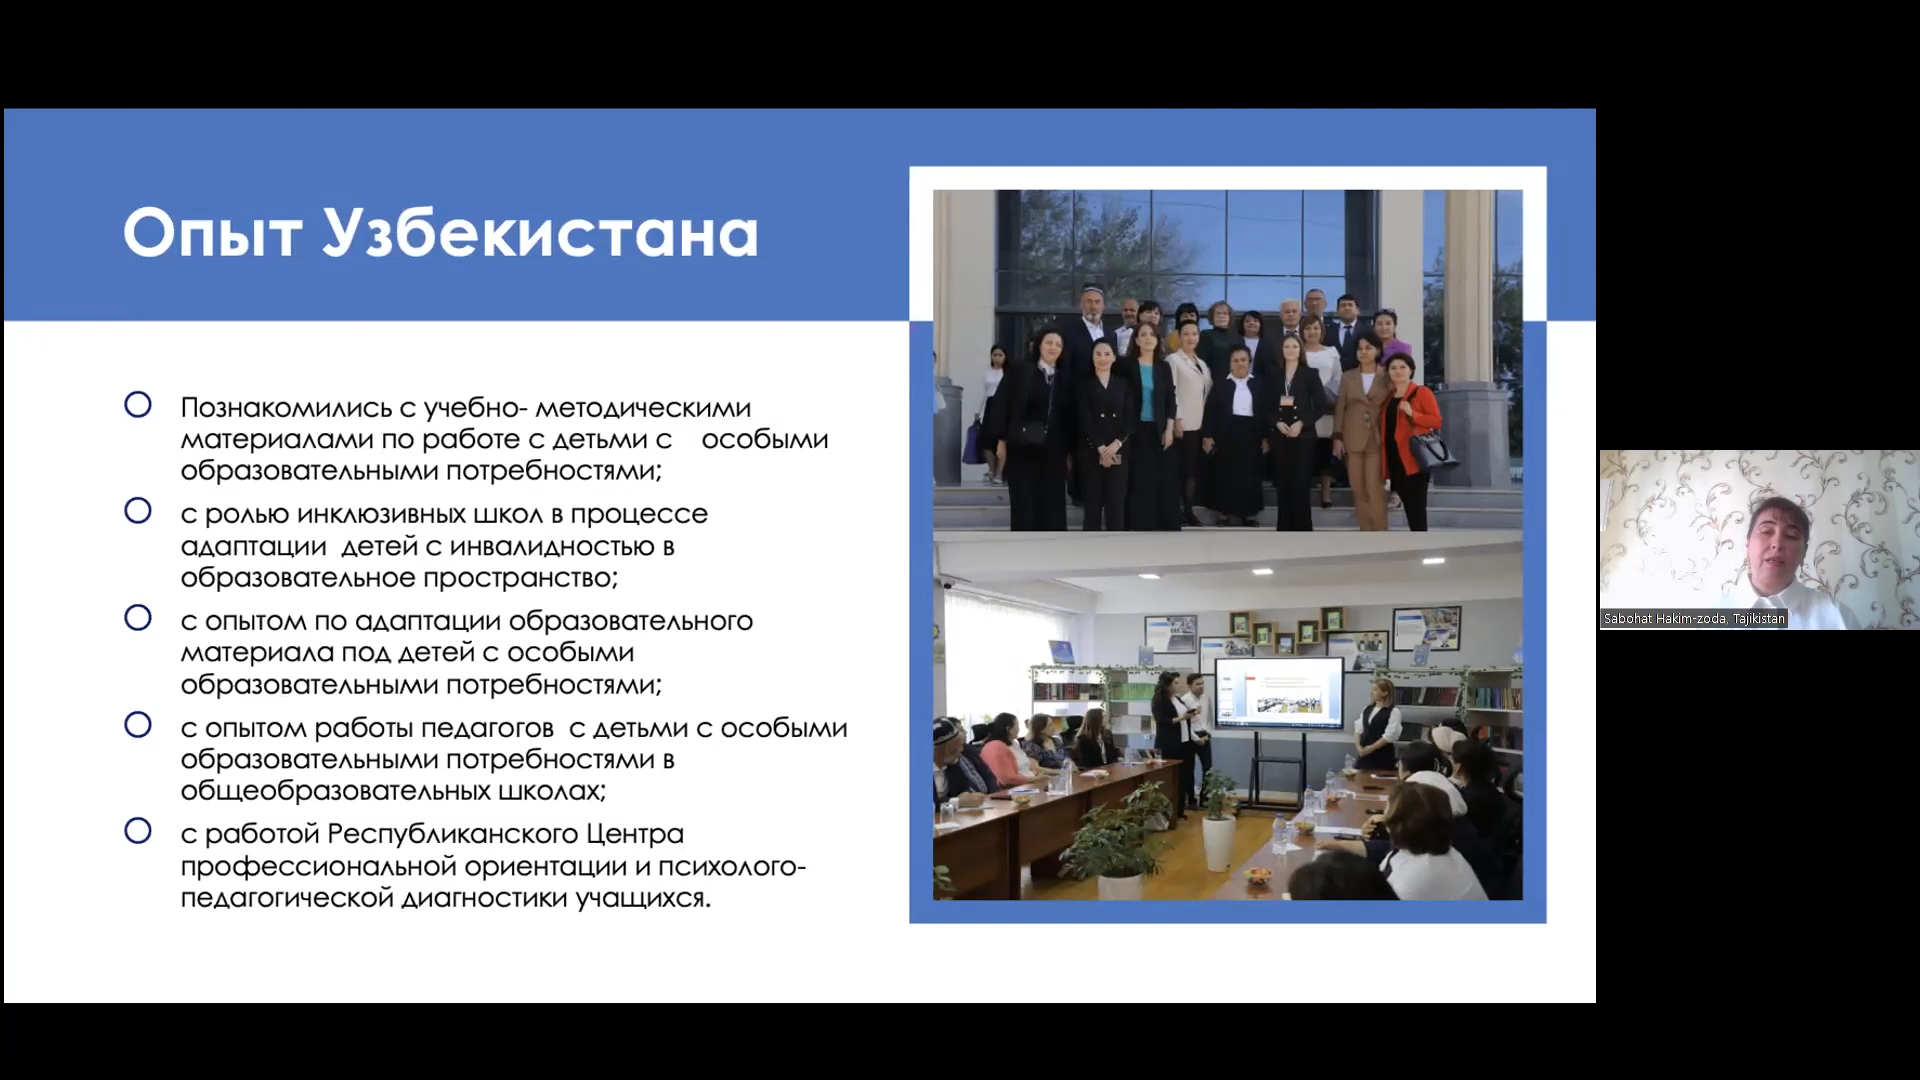 Опыт Узбекистана
Познакомились с учебно- методическими
материалами по работе с детьми с особыми
образовательными потребностями;
с ролью инклюзивных школ в процессе
адаптации детей с инвалидностью в
образовательное пространство;
с опытом по адаптации образовательного
материала под детей с особыми
образовательными потребностями;
с опытом работы педагогов с детьми с особыми
образовательными потребностями в
общеобразовательных школах;
с работой Республиканского Центра
профессиональной ориентации и психолого-
педагогической диагностики учащихся.
Sabohat Hakim-zoda, Tajikistan